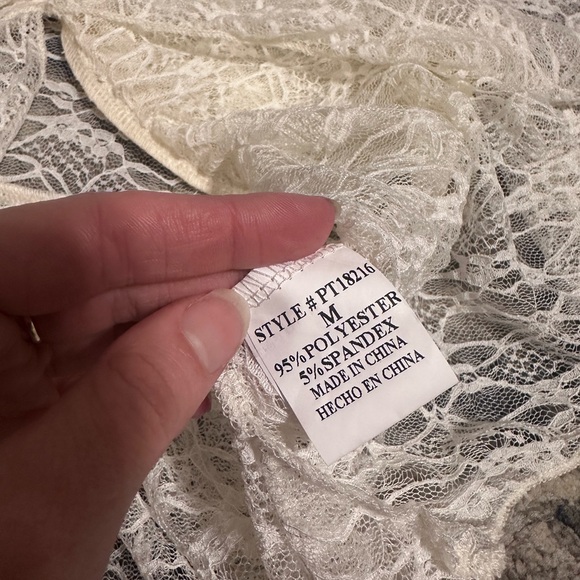 STYLE # PT18216
M
95%POLYESTER
5%SPANDEX
MADE IN CHINA
HECHO EN CHINA